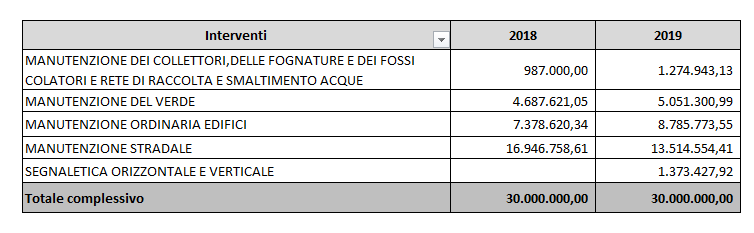 Interventi 2018 2019
MANUTENZIONE DEI COLLETTORI,DELLE FOGNATURE E DEI FOSSI
COLATORI E RETE DI RACCOLTA E SMALTIMENTO ACQUE 987.000,00 1.274.943,13
MANUTENZIONE DEL VERDE 4.687.621,05 5.051.300,99
MANUTENZIONE ORDINARIA EDIFICI 7.378.620,34 8.785.773,55
MANUTENZIONE STRADALE 16.946.758,61 13.514.554,41
SEGNALETICA ORIZZONTALE E VERTICALE 1.373.427,92
Totale complessivo 30.000.000,00 30.000.000,00